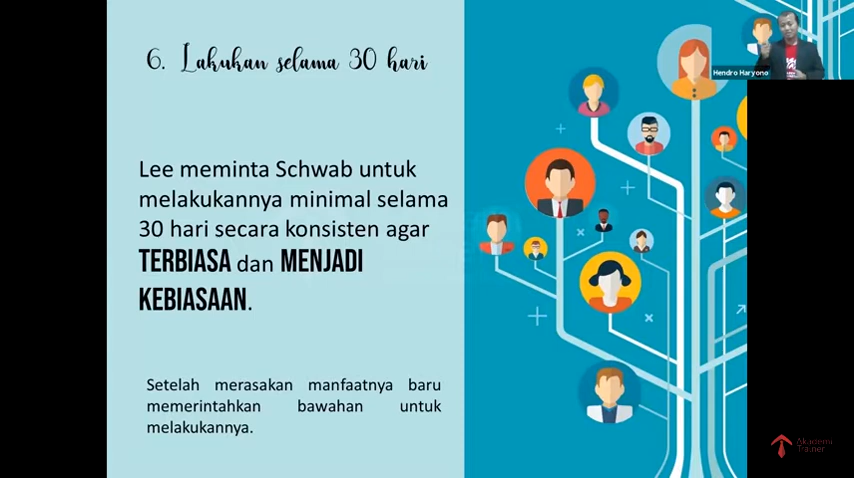 6. Lakukan selama 30 hari
Hendro Haryono
Lee meminta Schwab untuk
melakukannya minimal selama
30 hari secara konsisten agar
TERBIASA dan MENJADI
KEBIASAAN.
Setelah merasakan manfaatnya baru
memerintahkan bawahan untuk
melakukannya.
Akademi
Trainer